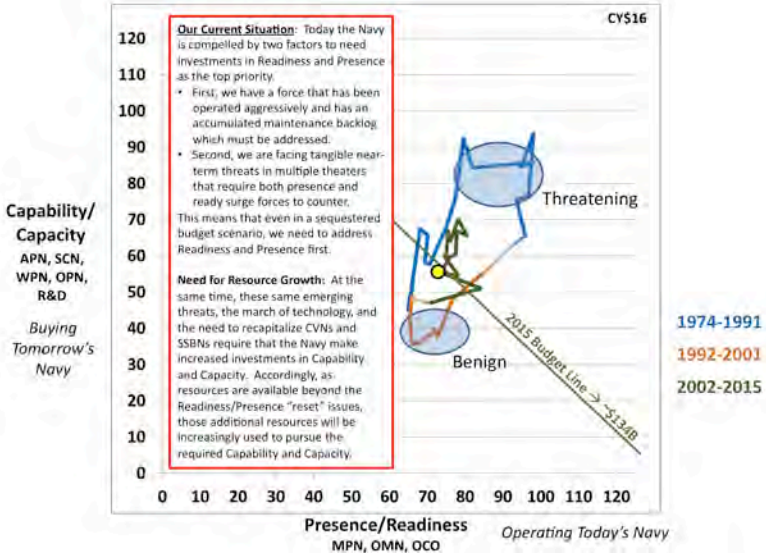 CY$16
120
110
100
90
80
70
60
50
40
30
20
10
0
Capability/
Capacity
APN, SCN,
WPN, OPN,
R&D
Buying
Tomorrow's
Navy
Our Current Situation: Today the Navy
is compelled by two factors to need
investments in Readiness and Presence
as the top priority.
• First, we have a force that has been
operated aggressively and has an
accumulated maintenance backlog
which must be addressed.
• Second, we are facing tangible near-
term threats in multiple theaters
that require both presence and
ready surge forces to counter.
This means that even in a sequestered
budget scenario, we need to address
Readiness and Presence first.
Need for Resource Growth: At the
same time, these same emerging
threats, the march of technology, and
the need to recapitalize CVNs and
SSBNs require that the Navy make
increased investments in Capability
and Capacity. Accordingly, as
resources are available beyond the
Readiness/Presence "reset" issues,
those additional resources will be
increasingly used to pursue the
required Capability and Capacity.
Threatening
Benign
2015 Budget Line → ~$134B
1974-1991
1992-2001
2002-2015
0 10 20 30 40 50 60 70 80 90 100 110 120
Presence/Readiness
MPN, OMN, OCO
Operating Today's Navy